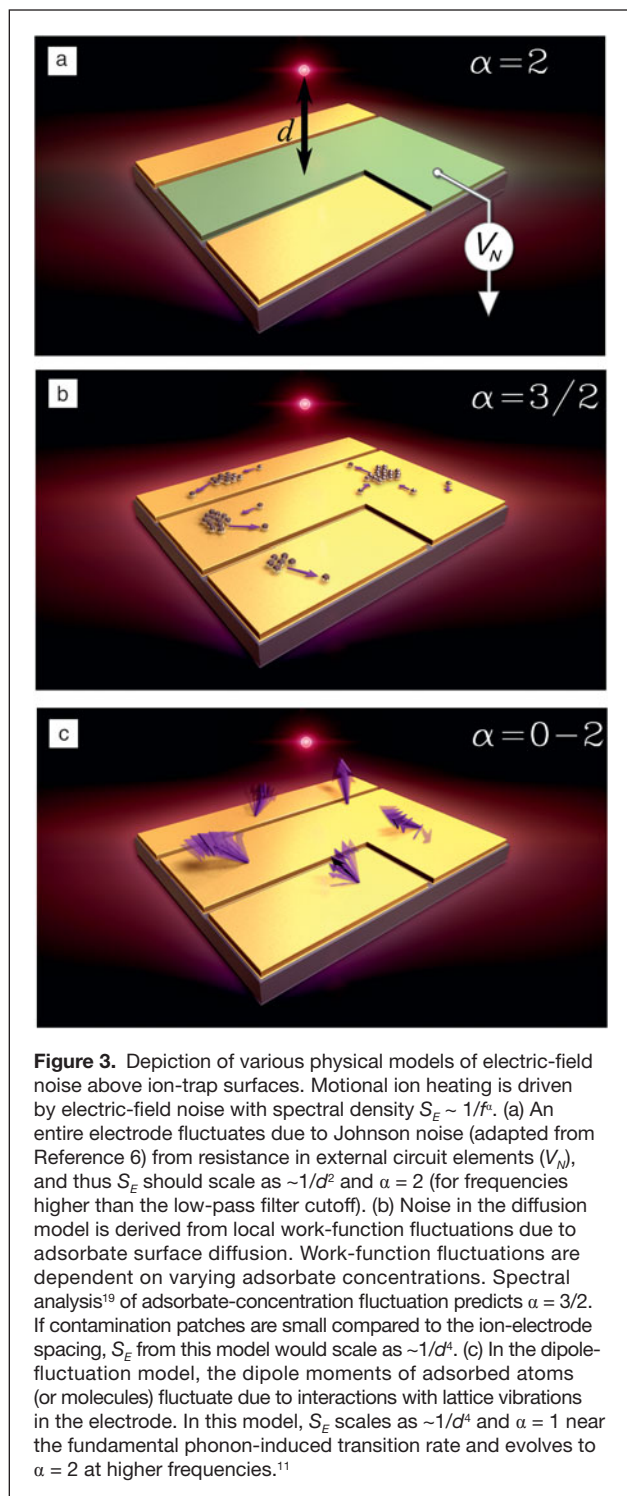 a
α = 2
d
V_N
b
α = 3/2
c
α = 0 − 2
Figure 3. Depiction of various physical models of electric-field
noise above ion-trap surfaces. Motional ion heating is driven
by electric-field noise with spectral density S_E ~ 1/f^α. (a) An
entire electrode fluctuates due to Johnson noise (adapted from
Reference 6) from resistance in external circuit elements (V_N),
and thus S_E should scale as ~1/d² and α = 2 (for frequencies
higher than the low-pass filter cutoff). (b) Noise in the diffusion
model is derived from local work-function fluctuations due to
adsorbate surface diffusion. Work-function fluctuations are
dependent on varying adsorbate concentrations. Spectral
analysis¹⁹ of adsorbate-concentration fluctuation predicts α = 3/2.
If contamination patches are small compared to the ion-electrode
spacing, S_E from this model would scale as ~1/d⁴. (c) In the dipole-
fluctuation model, the dipole moments of adsorbed atoms
(or molecules) fluctuate due to interactions with lattice vibrations
in the electrode. In this model, S_E scales as ~1/d⁴ and α = 1 near
the fundamental phonon-induced transition rate and evolves to
α = 2 at higher frequencies.¹¹